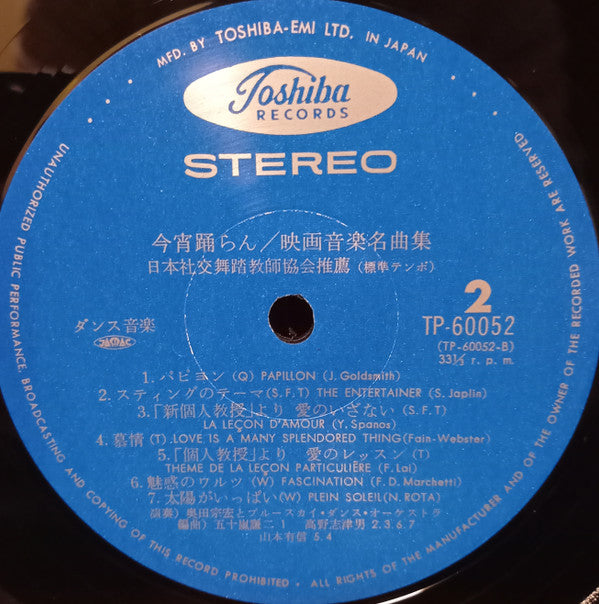 MFD. BY TOSHIBA-EMI LTD. IN JAPAN
Toshiba
RECORDS
STEREO
今宵踊らん／映画音楽名曲集
日本社交舞踏教師協会推薦（標準テンポ）
ダンス音楽
JASRAC
2
TP-60052
(TP-60052-B)
33⅓ r. p. m.
1. パピヨン (Q) PAPILLON (J. Goldsmith)
2. スティングのテーマ(S.F.T) THE ENTERTAINER (S. Japlin)
3.「新個人教授」より 愛のいざない (S.F.T)
LA LEÇON D'AMOUR (Y. Spanos)
4. 慕情 (T) LOVE IS A MANY SPLENDORED THING(Fain-Webster)
5.「個人教授」より 愛のレッスン (T)
THEME DE LA LEÇON PARTICULIÈRE (F. Lai)
6. 魅惑のワルツ (W) FASCINATION (F.D. Marchetti)
7. 太陽がいっぱい(W) PLEIN SOLEIL(N. ROTA)
演奏）奥田宗宏とブルースカイ・ダンス・オーケストラ
編曲）五十嵐謙二 1 高野志津男 2.3.6.7
山本有信 5.4
UNAUTHORIZED PUBLIC PERFORMANCE, BROADCASTING AND COPYING OF THIS RECORD PROHIBITED • ALL RIGHTS OF THE MANUFACTURER AND OF THE OWNER OF THE RECORDED WORK ARE RESERVED